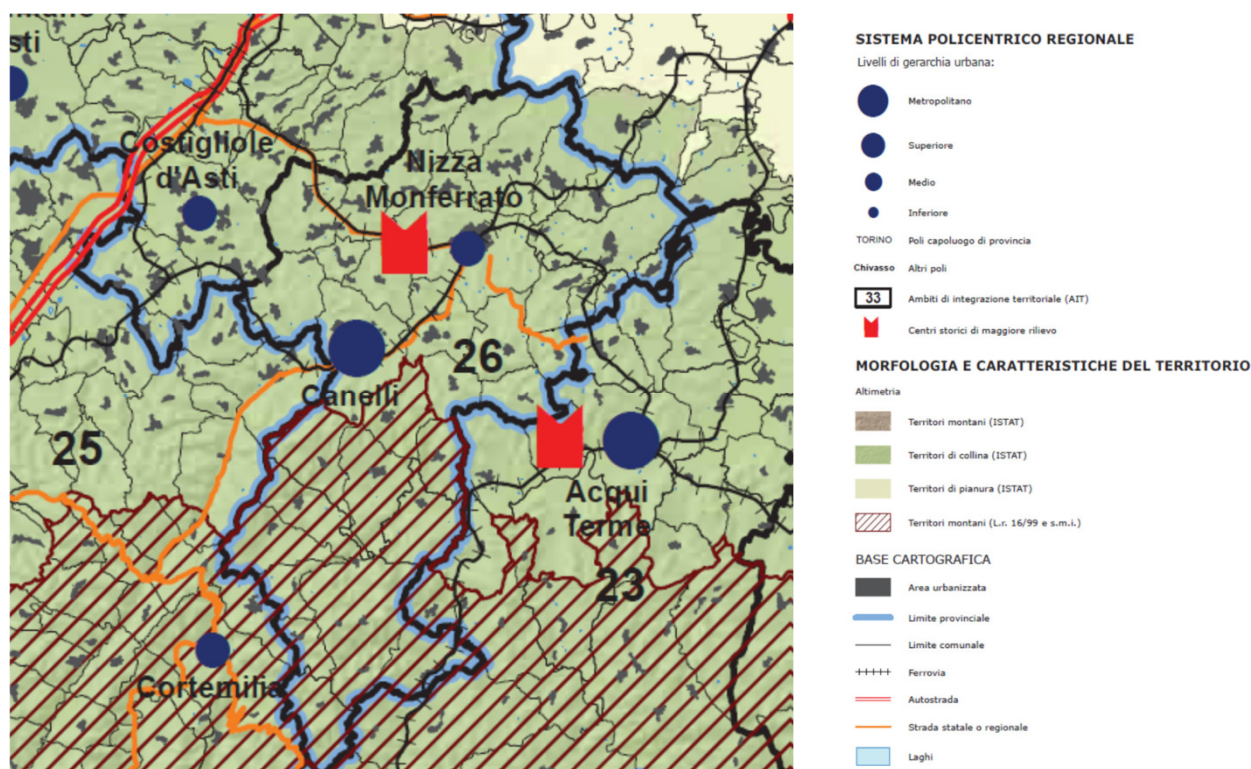 sti
Costigliole
d'Asti
Nizza
Monferrato
26
Canelli
25
Acqui
Terme
23
Cortemilia
SISTEMA POLICENTRICO REGIONALE
Livelli di gerarchia urbana:
Metropolitano
Superiore
Medio
Inferiore
TORINO Poli capoluogo di provincia
Chivasso Altri poli
33 Ambiti di integrazione territoriale (AIT)
Centri storici di maggiore rilievo
MORFOLOGIA E CARATTERISTICHE DEL TERRITORIO
Altimetria
Territori montani (ISTAT)
Territori di collina (ISTAT)
Territori di pianura (ISTAT)
Territori montani (L.r. 16/99 e s.m.i.)
BASE CARTOGRAFICA
Area urbanizzata
Limite provinciale
Limite comunale
Ferrovia
Autostrada
Strada statale o regionale
Laghi